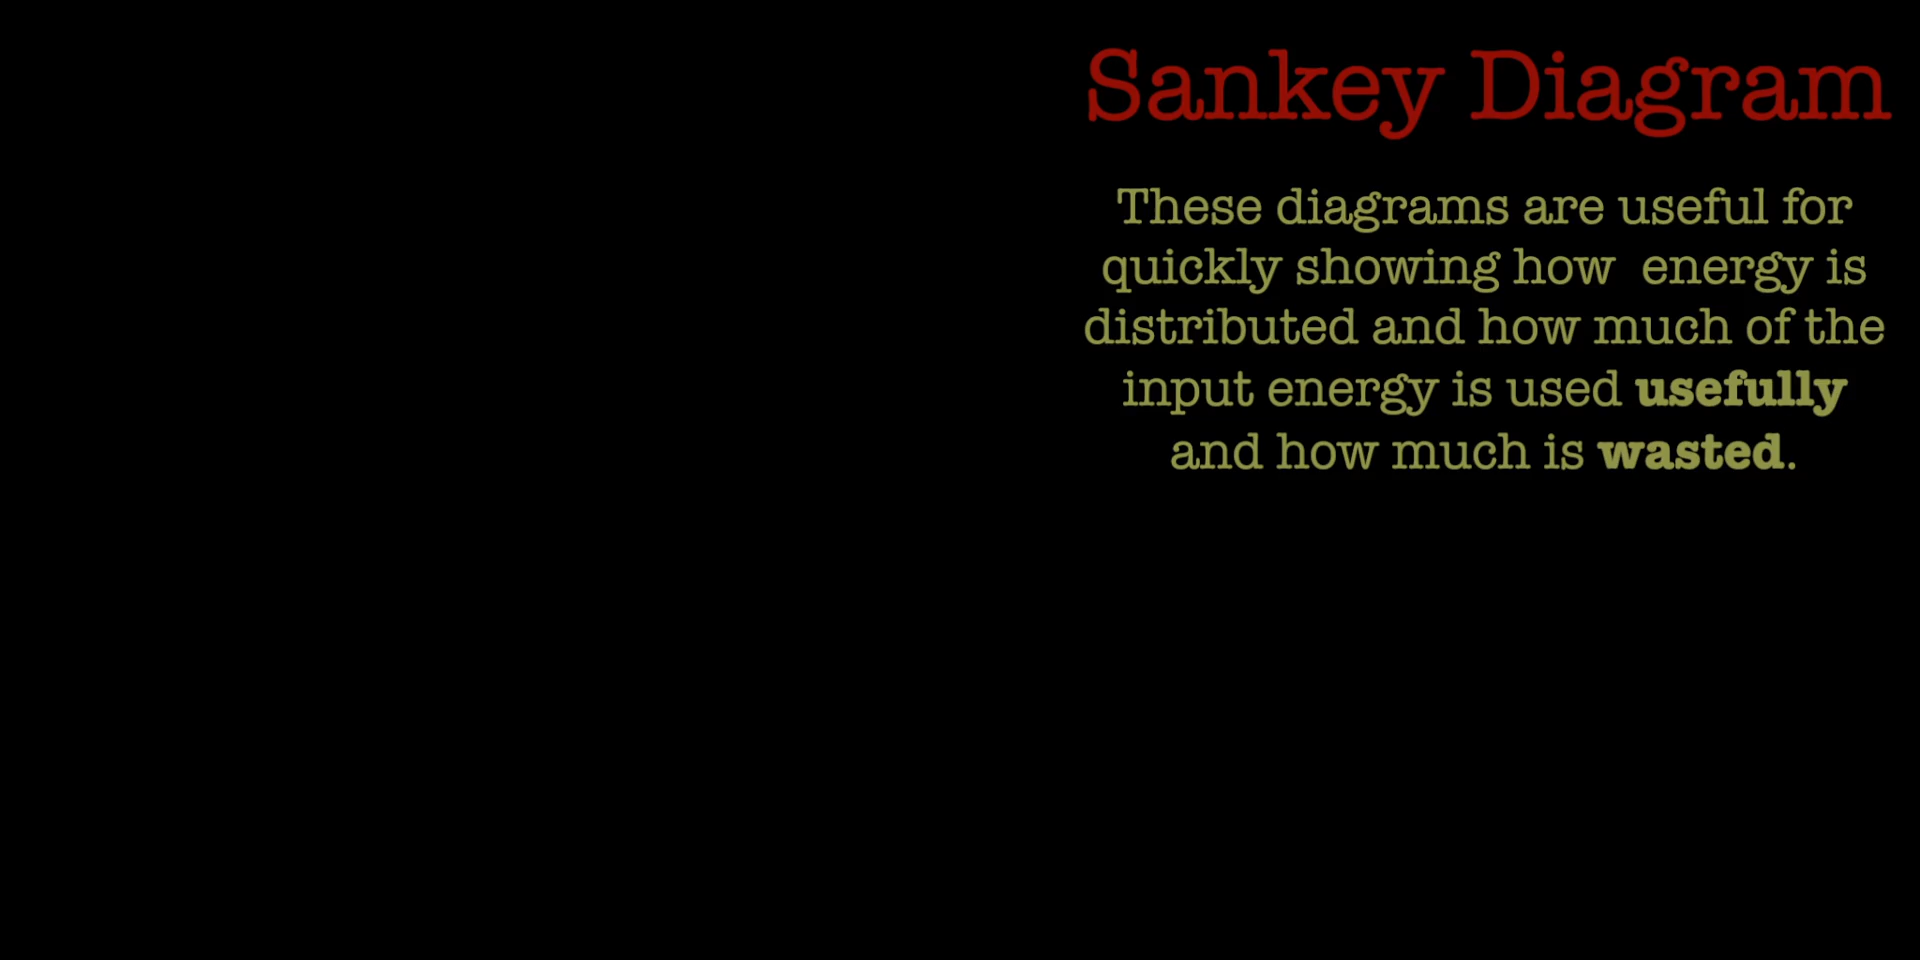 Sankey Diagram
These diagrams are useful for
quickly showing how  energy is
distributed and how much of the
input energy is used usefully
and how much is wasted.